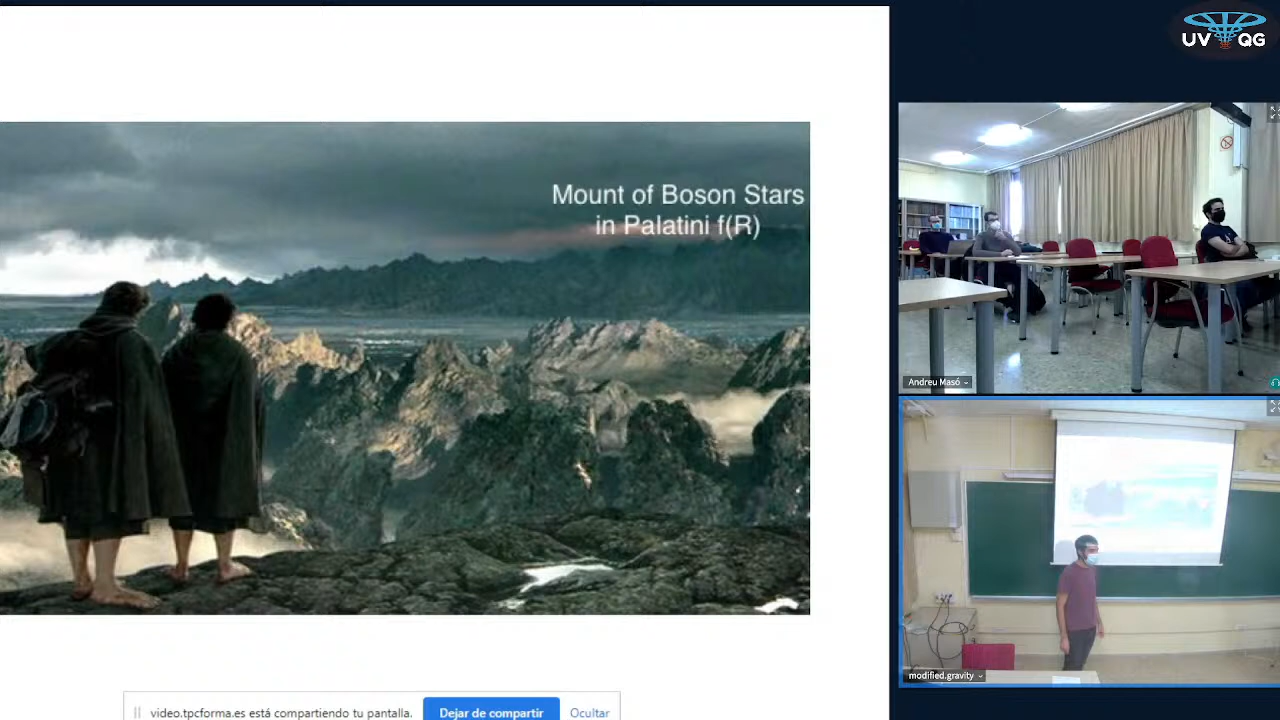 UV QG
Mount of Boson Stars
in Palatini f(R)
Andreu Masó
modified.gravity
video.tpcforma.es está compartiendo tu pantalla.
Dejar de compartir
Ocultar